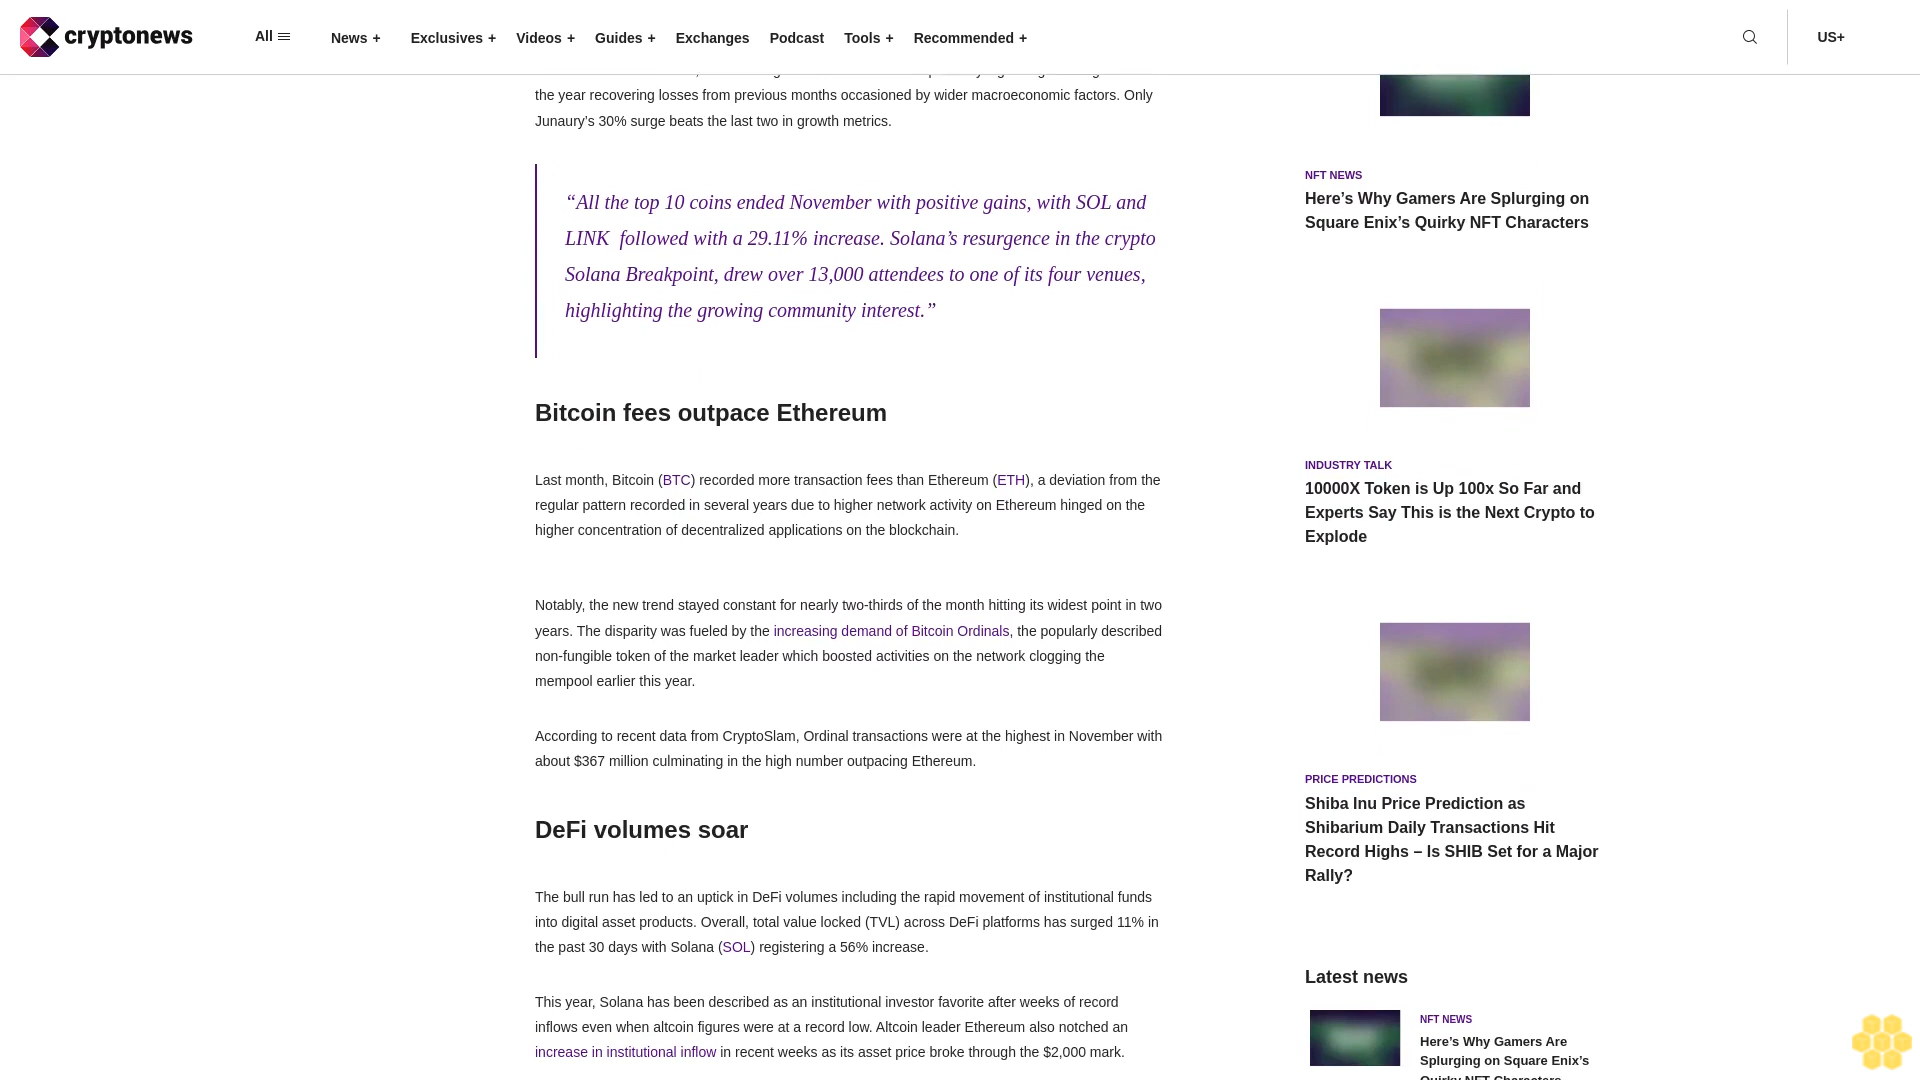 cryptonews
All
News +
Exclusives +
Videos +
Guides +
Exchanges
Podcast
Tools +
Recommended +
US+
the year recovering losses from previous months occasioned by wider macroeconomic factors. Only
Junaury’s 30% surge beats the last two in growth metrics.
“All the top 10 coins ended November with positive gains, with SOL and
LINK  followed with a 29.11% increase. Solana’s resurgence in the crypto
Solana Breakpoint, drew over 13,000 attendees to one of its four venues,
highlighting the growing community interest.”
Bitcoin fees outpace Ethereum
Last month, Bitcoin (BTC) recorded more transaction fees than Ethereum (ETH), a deviation from the
regular pattern recorded in several years due to higher network activity on Ethereum hinged on the
higher concentration of decentralized applications on the blockchain.
Notably, the new trend stayed constant for nearly two-thirds of the month hitting its widest point in two
years. The disparity was fueled by the increasing demand of Bitcoin Ordinals, the popularly described
non-fungible token of the market leader which boosted activities on the network clogging the
mempool earlier this year.
According to recent data from CryptoSlam, Ordinal transactions were at the highest in November with
about $367 million culminating in the high number outpacing Ethereum.
DeFi volumes soar
The bull run has led to an uptick in DeFi volumes including the rapid movement of institutional funds
into digital asset products. Overall, total value locked (TVL) across DeFi platforms has surged 11% in
the past 30 days with Solana (SOL) registering a 56% increase.
This year, Solana has been described as an institutional investor favorite after weeks of record
inflows even when altcoin figures were at a record low. Altcoin leader Ethereum also notched an
increase in institutional inflow in recent weeks as its asset price broke through the $2,000 mark.
NFT NEWS
Here’s Why Gamers Are Splurging on
Square Enix’s Quirky NFT Characters
INDUSTRY TALK
10000X Token is Up 100x So Far and
Experts Say This is the Next Crypto to
Explode
PRICE PREDICTIONS
Shiba Inu Price Prediction as
Shibarium Daily Transactions Hit
Record Highs – Is SHIB Set for a Major
Rally?
Latest news
NFT NEWS
Here’s Why Gamers Are
Splurging on Square Enix’s
Quirky NFT Characters